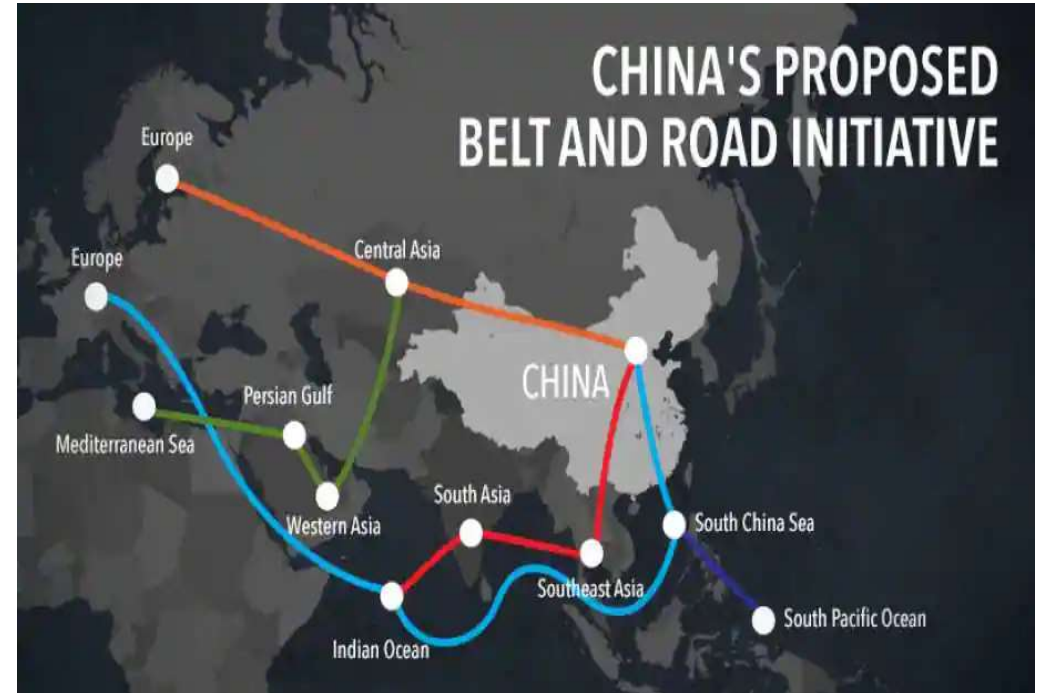 CHINA'S PROPOSED
BELT AND ROAD INITIATIVE
Europe
Europe
Central Asia
CHINA
Persian Gulf
Mediterranean Sea
Western Asia
South Asia
South China Sea
Southeast Asia
South Pacific Ocean
Indian Ocean